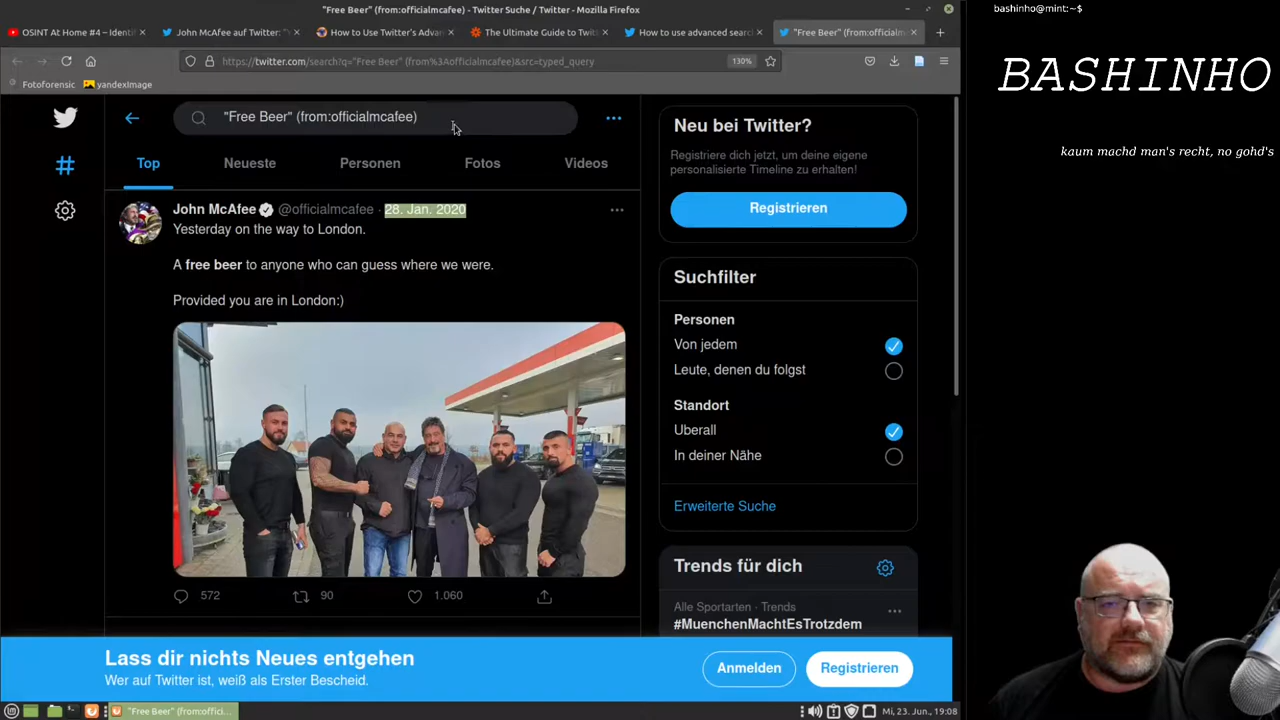 "Free Beer" (from:officialmcafee) - Twitter Suche / Twitter - Mozilla Firefox
OSINT At Home #4 – Identi
John McAfee auf Twitter: "
How to Use Twitter's Advan
The Ultimate Guide to Twit
How to use advanced searc
"Free Beer" (from:officialm
https://twitter.com/search?q="Free Beer" (from%3Aofficialmcafee)&src=typed_query
130%
Fotoforensic
yandexImage
"Free Beer" (from:officialmcafee)
Top
Neueste
Personen
Fotos
Videos
John McAfee @officialmcafee · 28. Jan. 2020
Yesterday on the way to London.
A free beer to anyone who can guess where we were.
Provided you are in London:)
572
90
1.060
Neu bei Twitter?
Registriere dich jetzt, um deine eigene
personalisierte Timeline zu erhalten!
Registrieren
Suchfilter
Personen
Von jedem
Leute, denen du folgst
Standort
Überall
In deiner Nähe
Erweiterte Suche
Trends für dich
Alle Sportarten · Trends
#MuenchenMachtEsTrotzdem
Lass dir nichts Neues entgehen
Wer auf Twitter ist, weiß als Erster Bescheid.
Anmelden
Registrieren
"Free Beer" (from:offici...
Mi, 23. Jun., 19:08
bashinho@mint:~$
BASHINHO
kaum machd man's recht, no gohd's